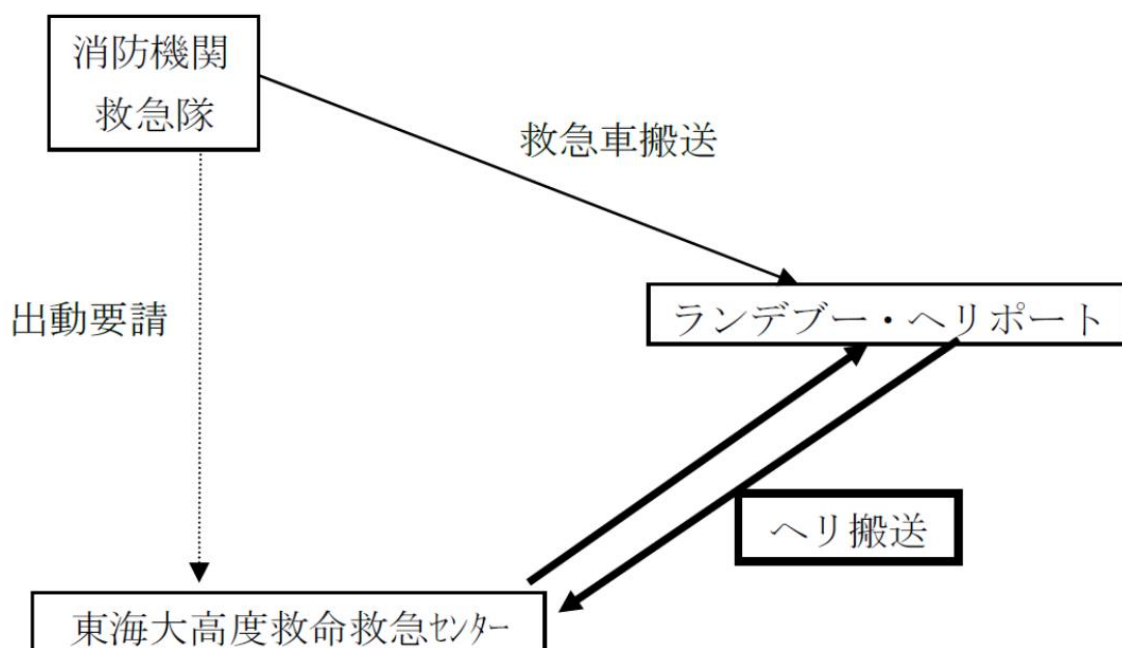 消防機関
救急隊
救急車搬送
出動要請
ランデブー・ヘリポート
ヘリ搬送
東海大高度救命救急ｾﾝﾀｰ